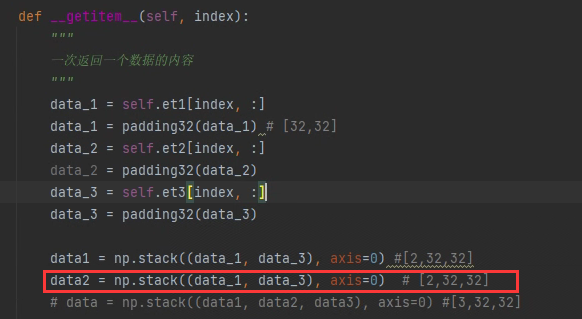 def __getitem__(self, index):
"""
一次返回一个数据的内容
"""
data_1 = self.et1[index, :]
data_1 = padding32(data_1) # [32,32]
data_2 = self.et2[index, :]
data_2 = padding32(data_2)
data_3 = self.et3[index, :]
data_3 = padding32(data_3)
data1 = np.stack((data_1, data_3), axis=0) #[2,32,32]
data2 = np.stack((data_1, data_3), axis=0) # [2,32,32]
# data = np.stack((data1, data2, data3), axis=0) #[3,32,32]